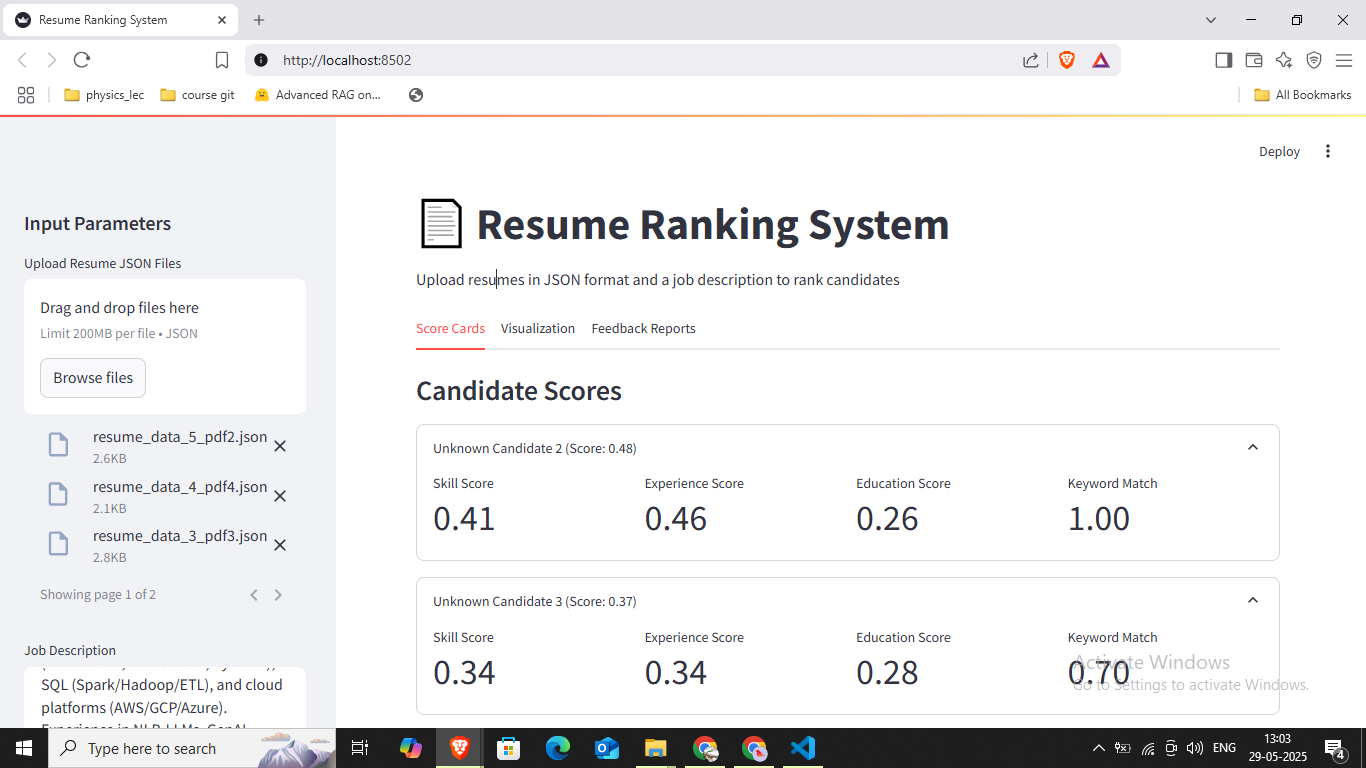 Resume Ranking System
http://localhost:8502
physics_lec
course git
Advanced RAG on...
All Bookmarks
Deploy
Input Parameters
Upload Resume JSON Files
Drag and drop files here
Limit 200MB per file • JSON
Browse files
resume_data_5_pdf2.json
2.6KB
resume_data_4_pdf4.json
2.1KB
resume_data_3_pdf3.json
2.8KB
Showing page 1 of 2
Job Description
SQL (Spark/Hadoop/ETL), and cloud
platforms (AWS/GCP/Azure).
Resume Ranking System
Upload resumes in JSON format and a job description to rank candidates
Score Cards Visualization Feedback Reports
Candidate Scores
Unknown Candidate 2 (Score: 0.48)
Skill Score Experience Score Education Score Keyword Match
0.41 0.46 0.26 1.00
Unknown Candidate 3 (Score: 0.37)
Skill Score Experience Score Education Score Keyword Match
0.34 0.34 0.28 0.70
Activate Windows
Go to Settings to activate Windows.
Type here to search
ENG
13:03
29-05-2025
4